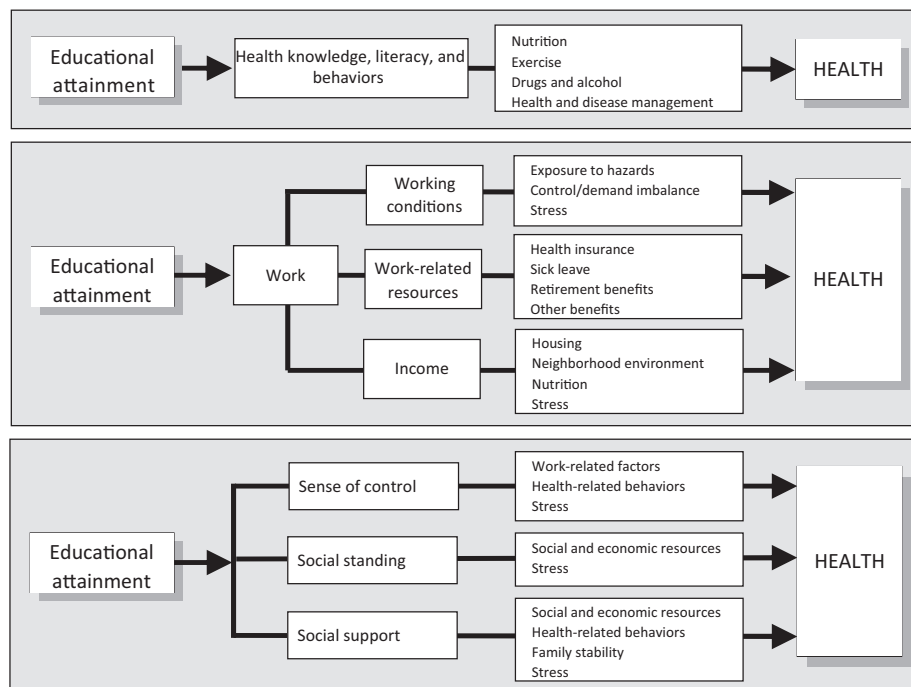 Educational
attainment
Health knowledge, literacy, and
behaviors
Nutrition
Exercise
Drugs and alcohol
Health and disease management
HEALTH
Educational
attainment
Work
Working
conditions
Exposure to hazards
Control/demand imbalance
Stress
Work-related
resources
Health insurance
Sick leave
Retirement benefits
Other benefits
Income
Housing
Neighborhood environment
Nutrition
Stress
HEALTH
Educational
attainment
Sense of control
Work-related factors
Health-related behaviors
Stress
Social standing
Social and economic resources
Stress
Social support
Social and economic resources
Health-related behaviors
Family stability
Stress
HEALTH